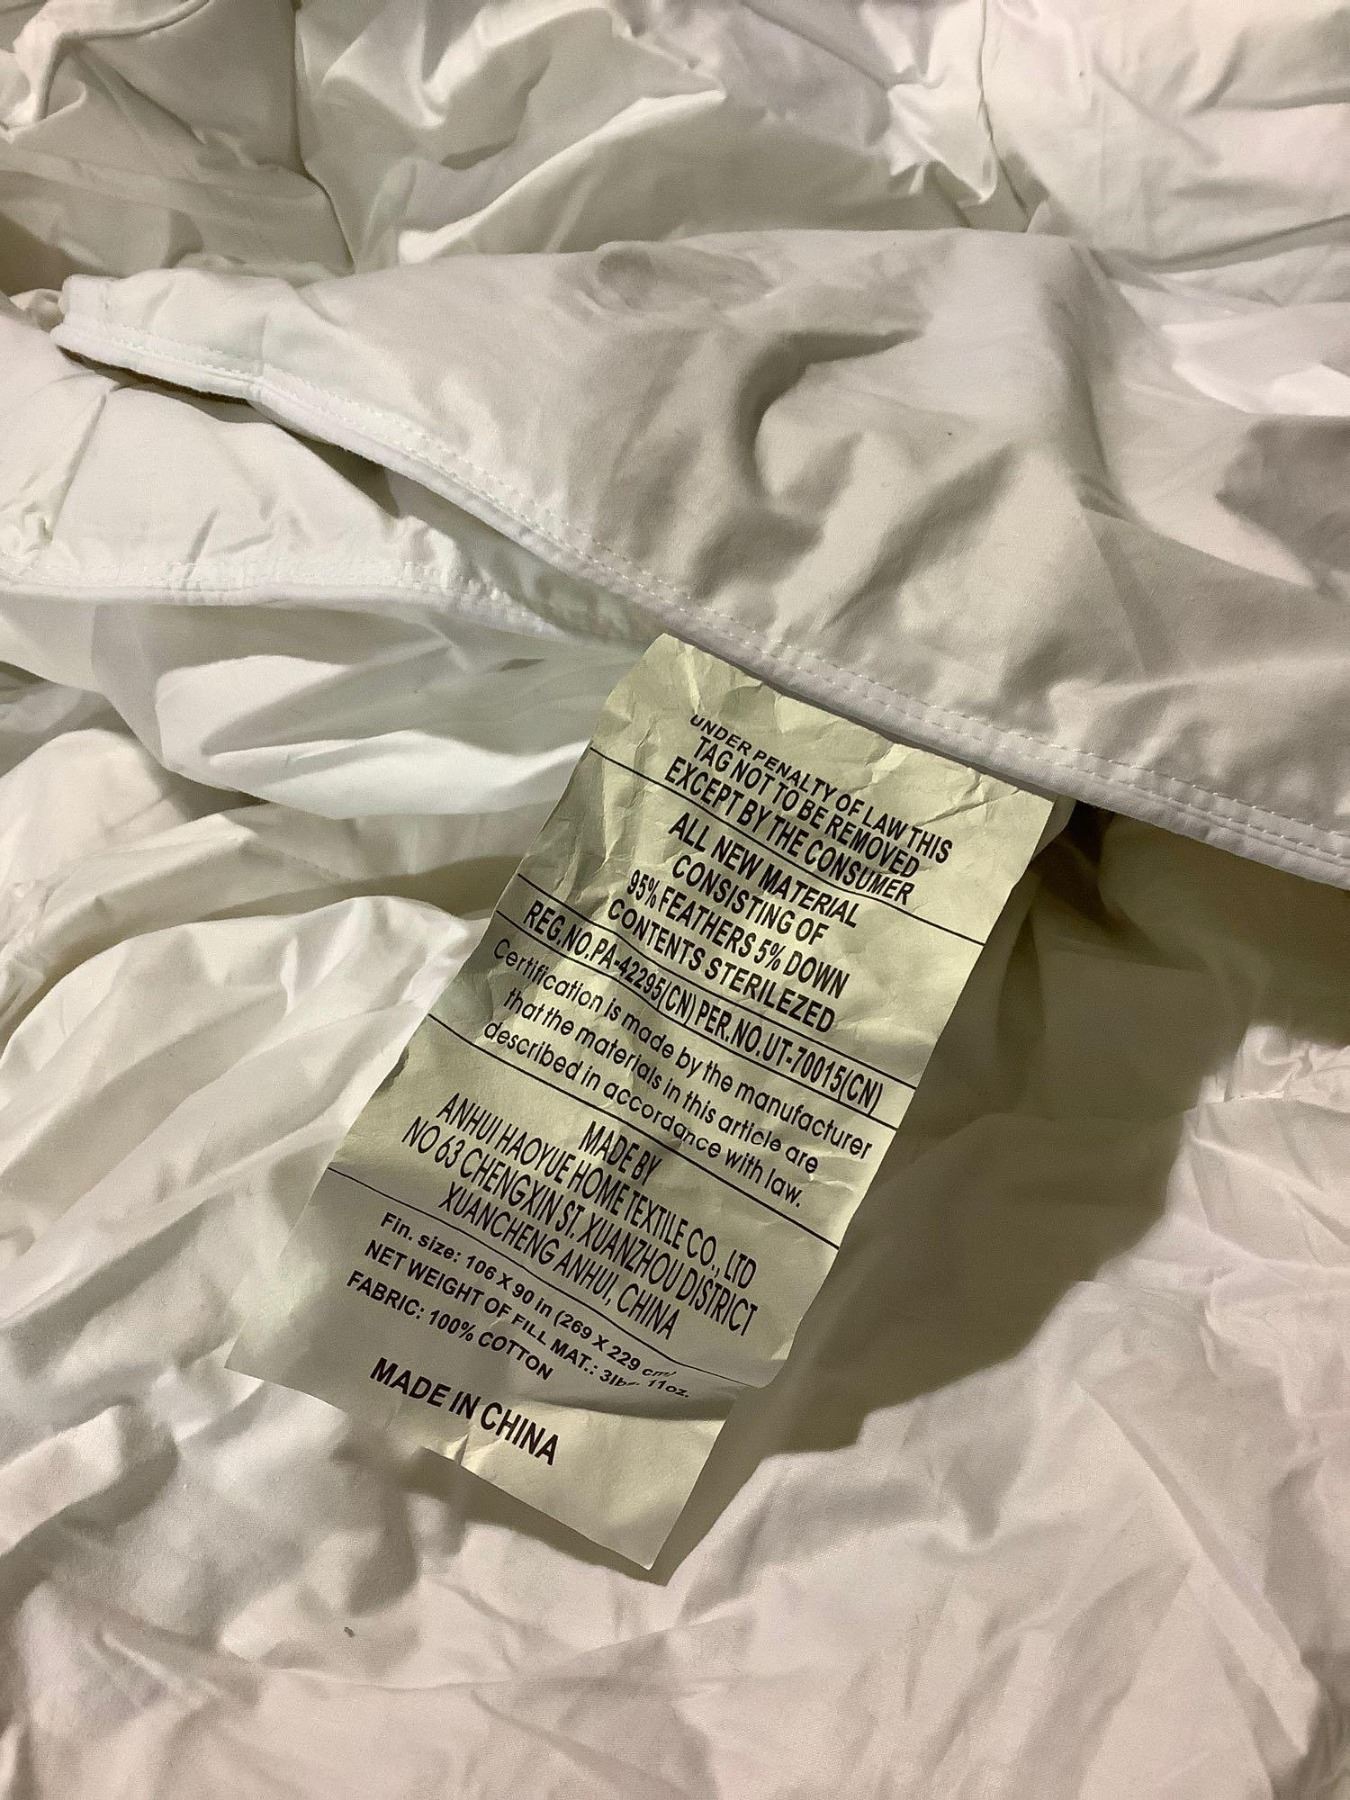 UNDER PENALTY OF LAW THIS
TAG NOT TO BE REMOVED
EXCEPT BY THE CONSUMER
ALL NEW MATERIAL
CONSISTING OF
95%FEATHERS 5% DOWN
CONTENTS STERILEZED
REG.NO.PA-42295(CN) PER.NO.UT-70015(CN)
Certification is made by the manufacturer
that the materials in this article are
described in accordance with law.
MADE BY
ANHUI HAOYUE HOME TEXTILE CO., LTD
NO 63 CHENGXIN ST. XUANZHOU DISTRICT
XUANCHENG ANHUI, CHINA
Fin. size: 106 X 90 in (269 X 229 cm)
NET WEIGHT OF FILL MAT.: 3lbs 11oz.
FABRIC: 100% COTTON
MADE IN CHINA